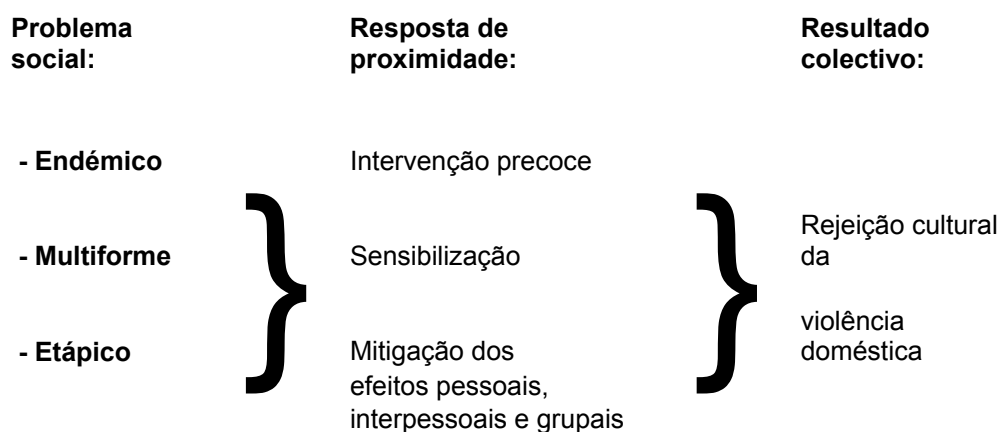 Problema
social:
Resposta de
proximidade:
Resultado
colectivo:
- Endémico
- Multiforme
- Etápico
}
Intervenção precoce
Sensibilização
Mitigação dos
efeitos pessoais,
interpessoais e grupais
}
Rejeição cultural
da
violência
doméstica